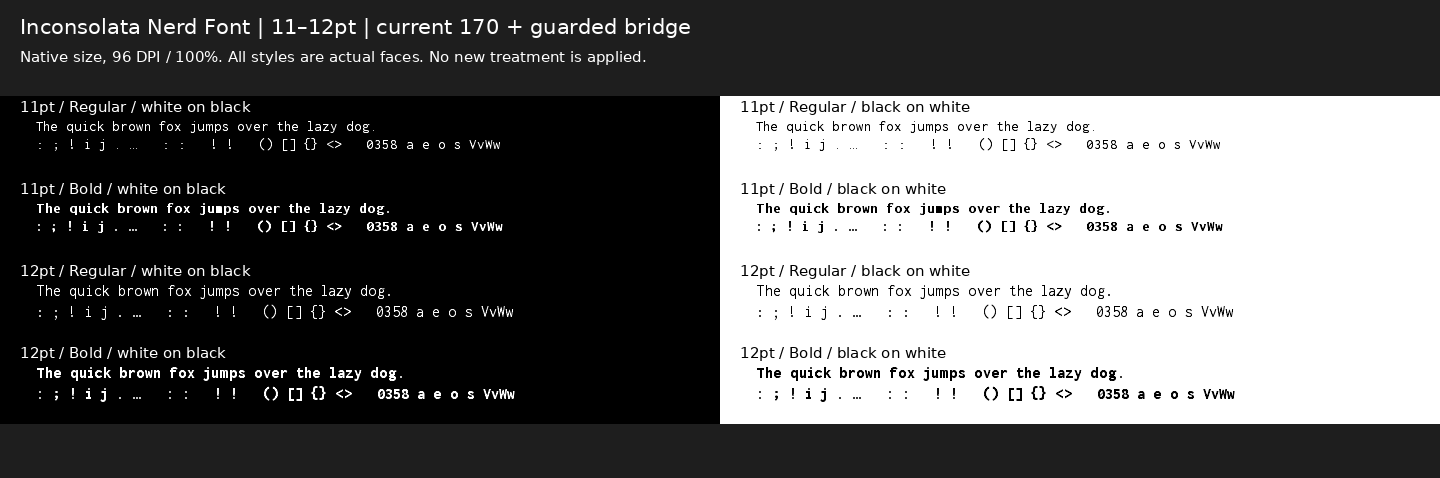 Inconsolata Nerd Font | 11–12pt | current 170 + guarded bridge
Native size, 96 DPI / 100%. All styles are actual faces. No new treatment is applied.
11pt / Regular / white on black
The quick brown fox jumps over the lazy dog.
: ; ! i j . … : : ! ! () [] {} <> 0358 a e o s VvWw
11pt / Bold / white on black
The quick brown fox jumps over the lazy dog.
: ; ! i j . … : : ! ! () [] {} <> 0358 a e o s VvWw
12pt / Regular / white on black
The quick brown fox jumps over the lazy dog.
: ; ! i j . … : : ! ! () [] {} <> 0358 a e o s VvWw
12pt / Bold / white on black
The quick brown fox jumps over the lazy dog.
: ; ! i j . … : : ! ! () [] {} <> 0358 a e o s VvWw
11pt / Regular / black on white
The quick brown fox jumps over the lazy dog.
: ; ! i j . … : : ! ! () [] {} <> 0358 a e o s VvWw
11pt / Bold / black on white
The quick brown fox jumps over the lazy dog.
: ; ! i j . … : : ! ! () [] {} <> 0358 a e o s VvWw
12pt / Regular / black on white
The quick brown fox jumps over the lazy dog.
: ; ! i j . … : : ! ! () [] {} <> 0358 a e o s VvWw
12pt / Bold / black on white
The quick brown fox jumps over the lazy dog.
: ; ! i j . … : : ! ! () [] {} <> 0358 a e o s VvWw